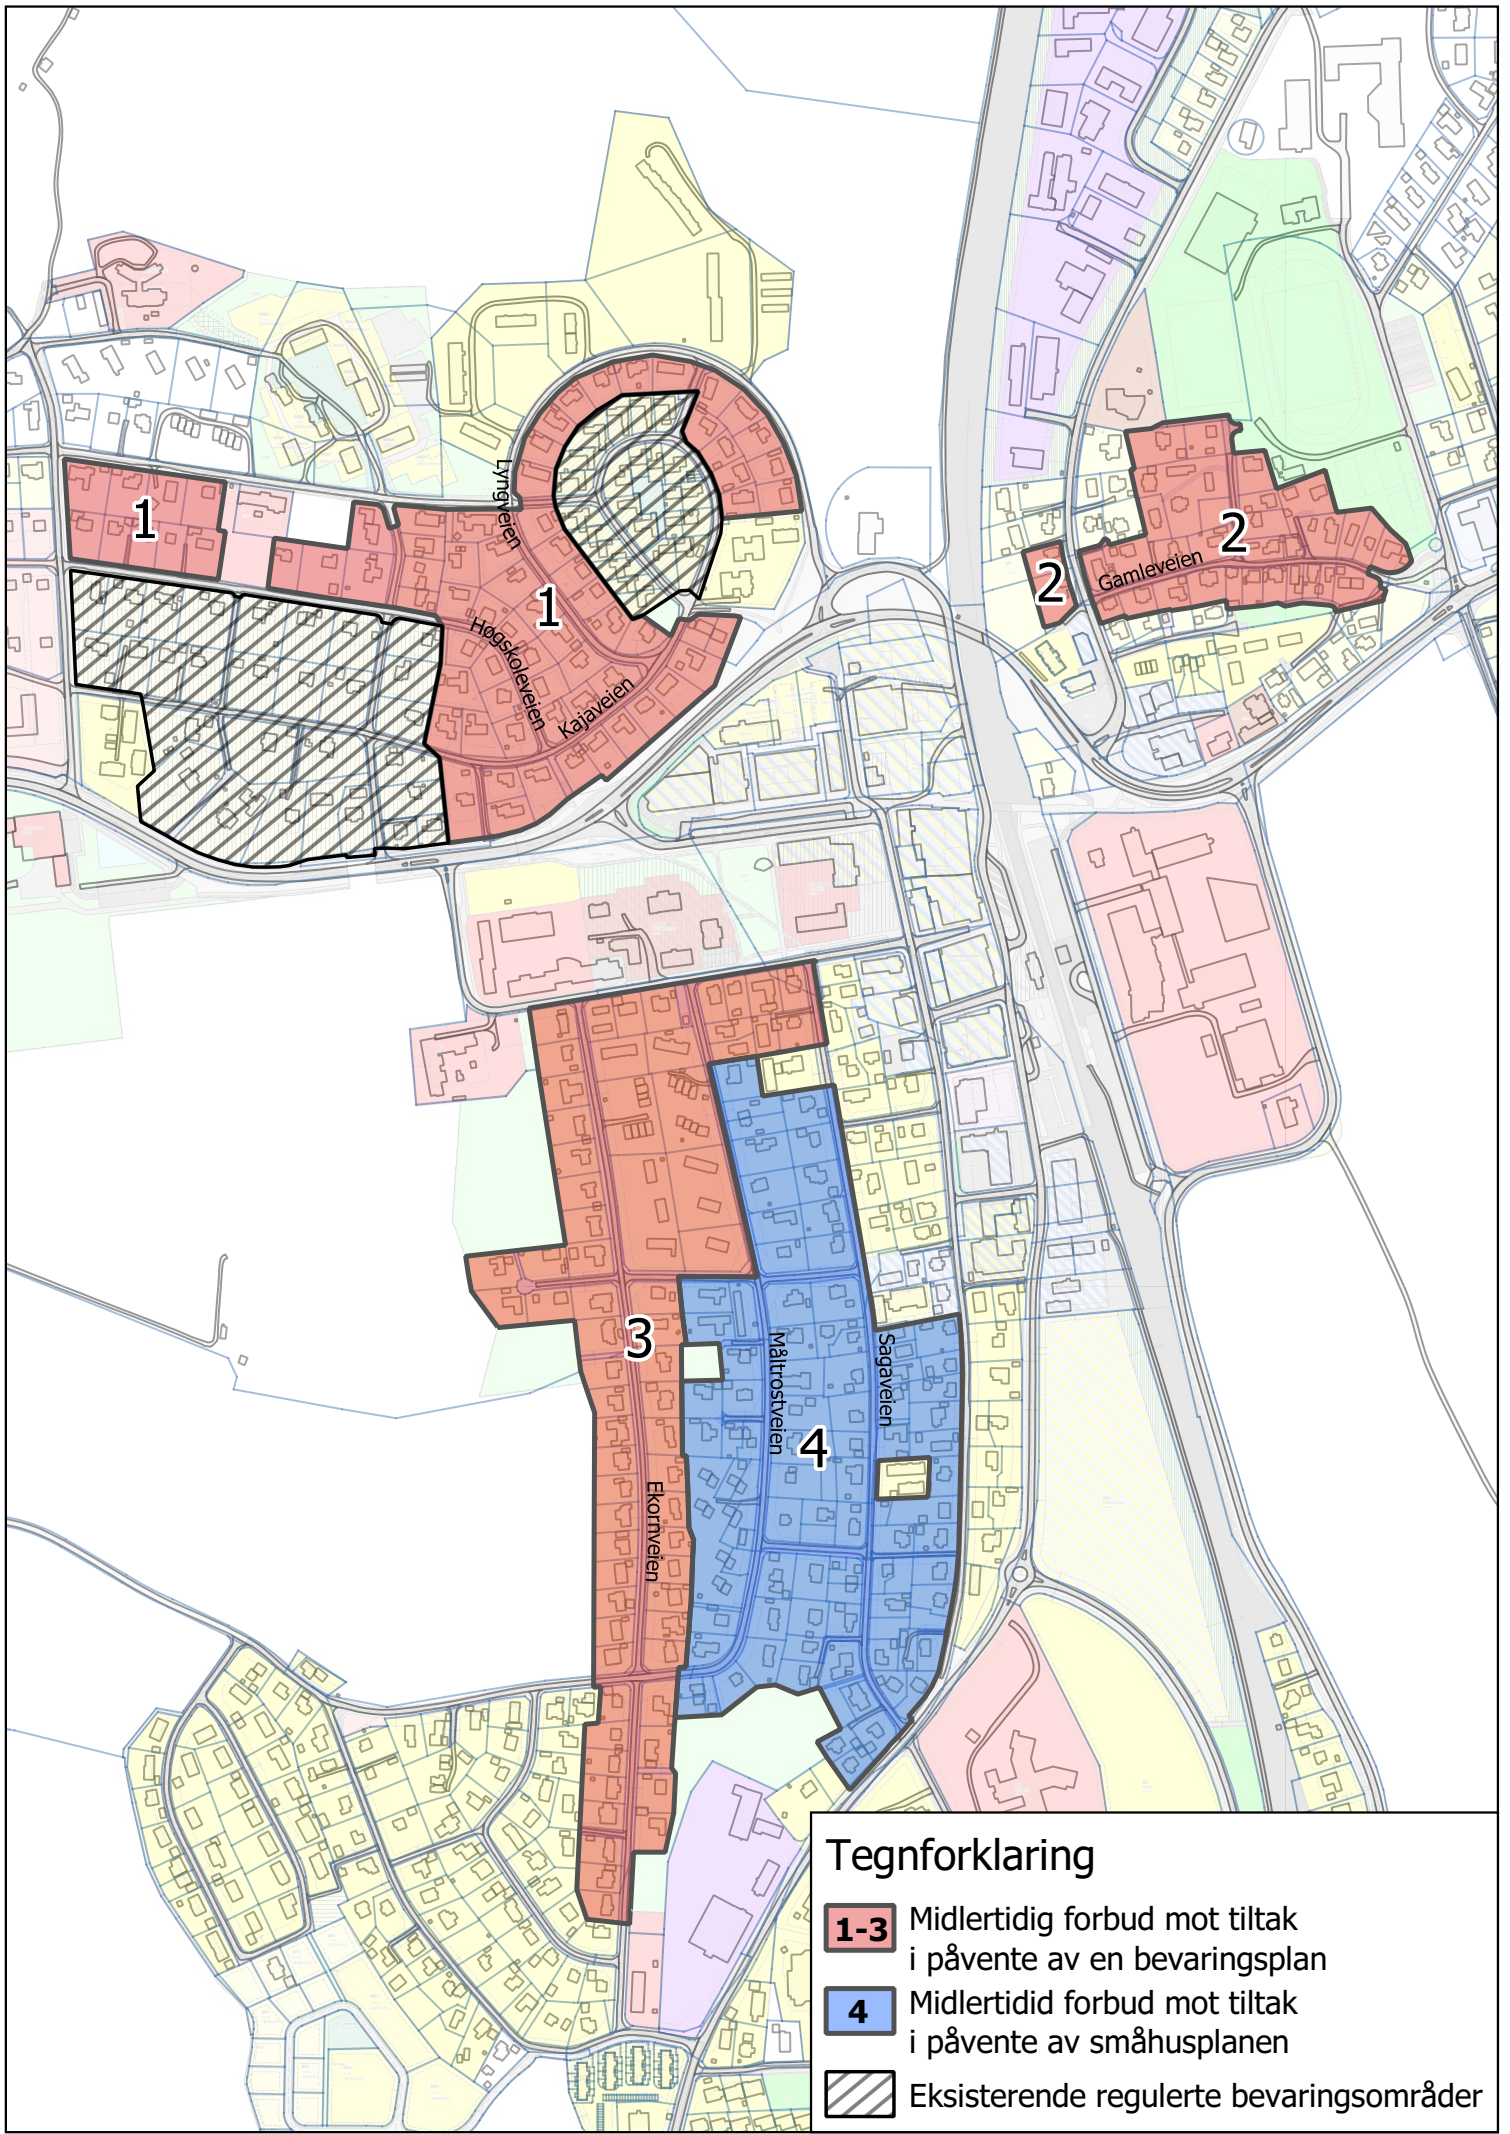 1
Lyngveien
1
Høgskoleveien
Kajaveien
2
2
Gamleveien
3
4
Måltrostveien
Sagaveien
Ekornveien
Tegnforklaring
1-3 Midlertidig forbud mot tiltak
i påvente av en bevaringsplan
4 Midlertidid forbud mot tiltak
i påvente av småhusplanen
Eksisterende regulerte bevaringsområder